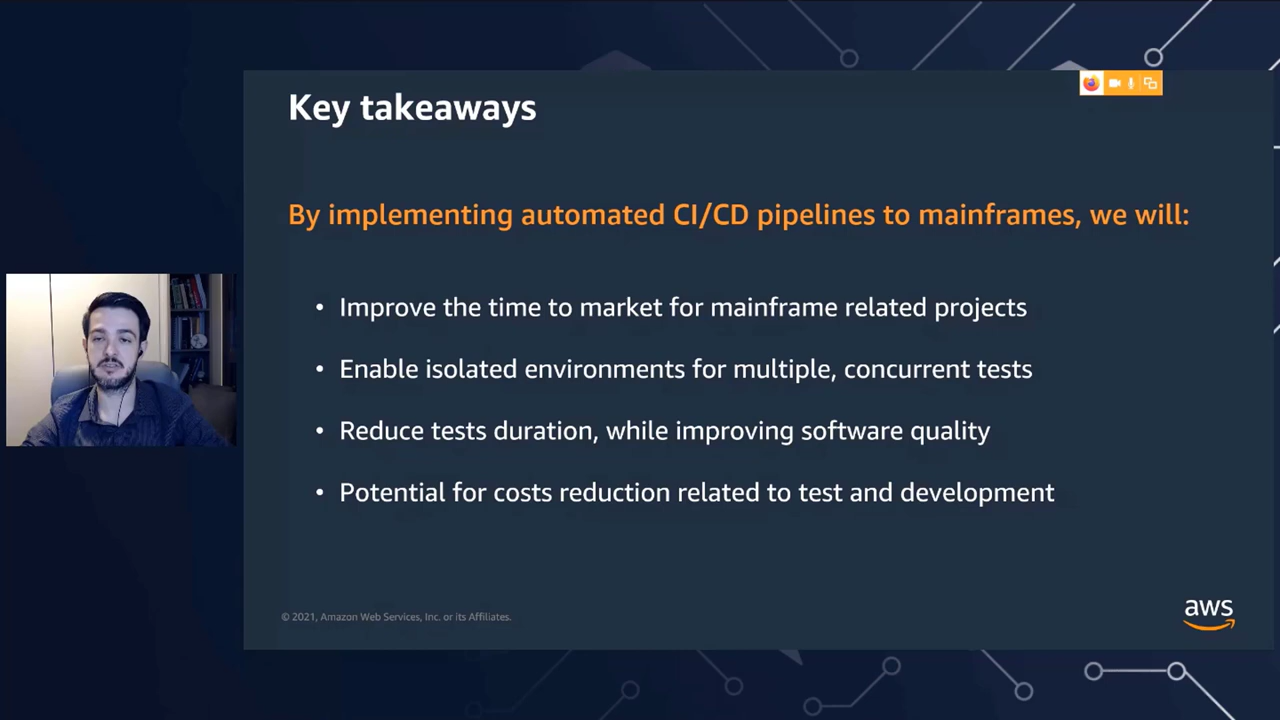 Key takeaways
By implementing automated CI/CD pipelines to mainframes, we will:
• Improve the time to market for mainframe related projects
• Enable isolated environments for multiple, concurrent tests
• Reduce tests duration, while improving software quality
• Potential for costs reduction related to test and development
© 2021, Amazon Web Services, Inc. or its Affiliates.
aws